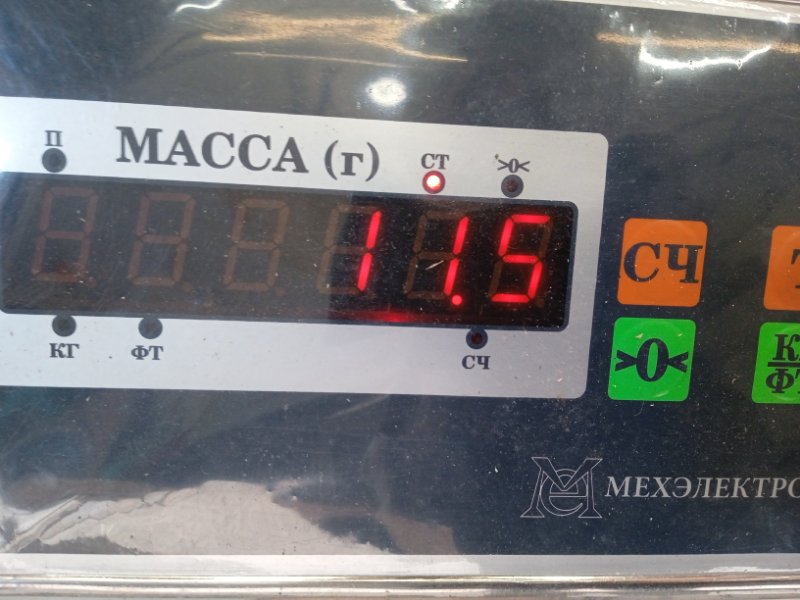 П МАССА (г) СТ >0<
11.5
КГ ФТ СЧ
СЧ
>0<
МЕХЭЛЕКТРО